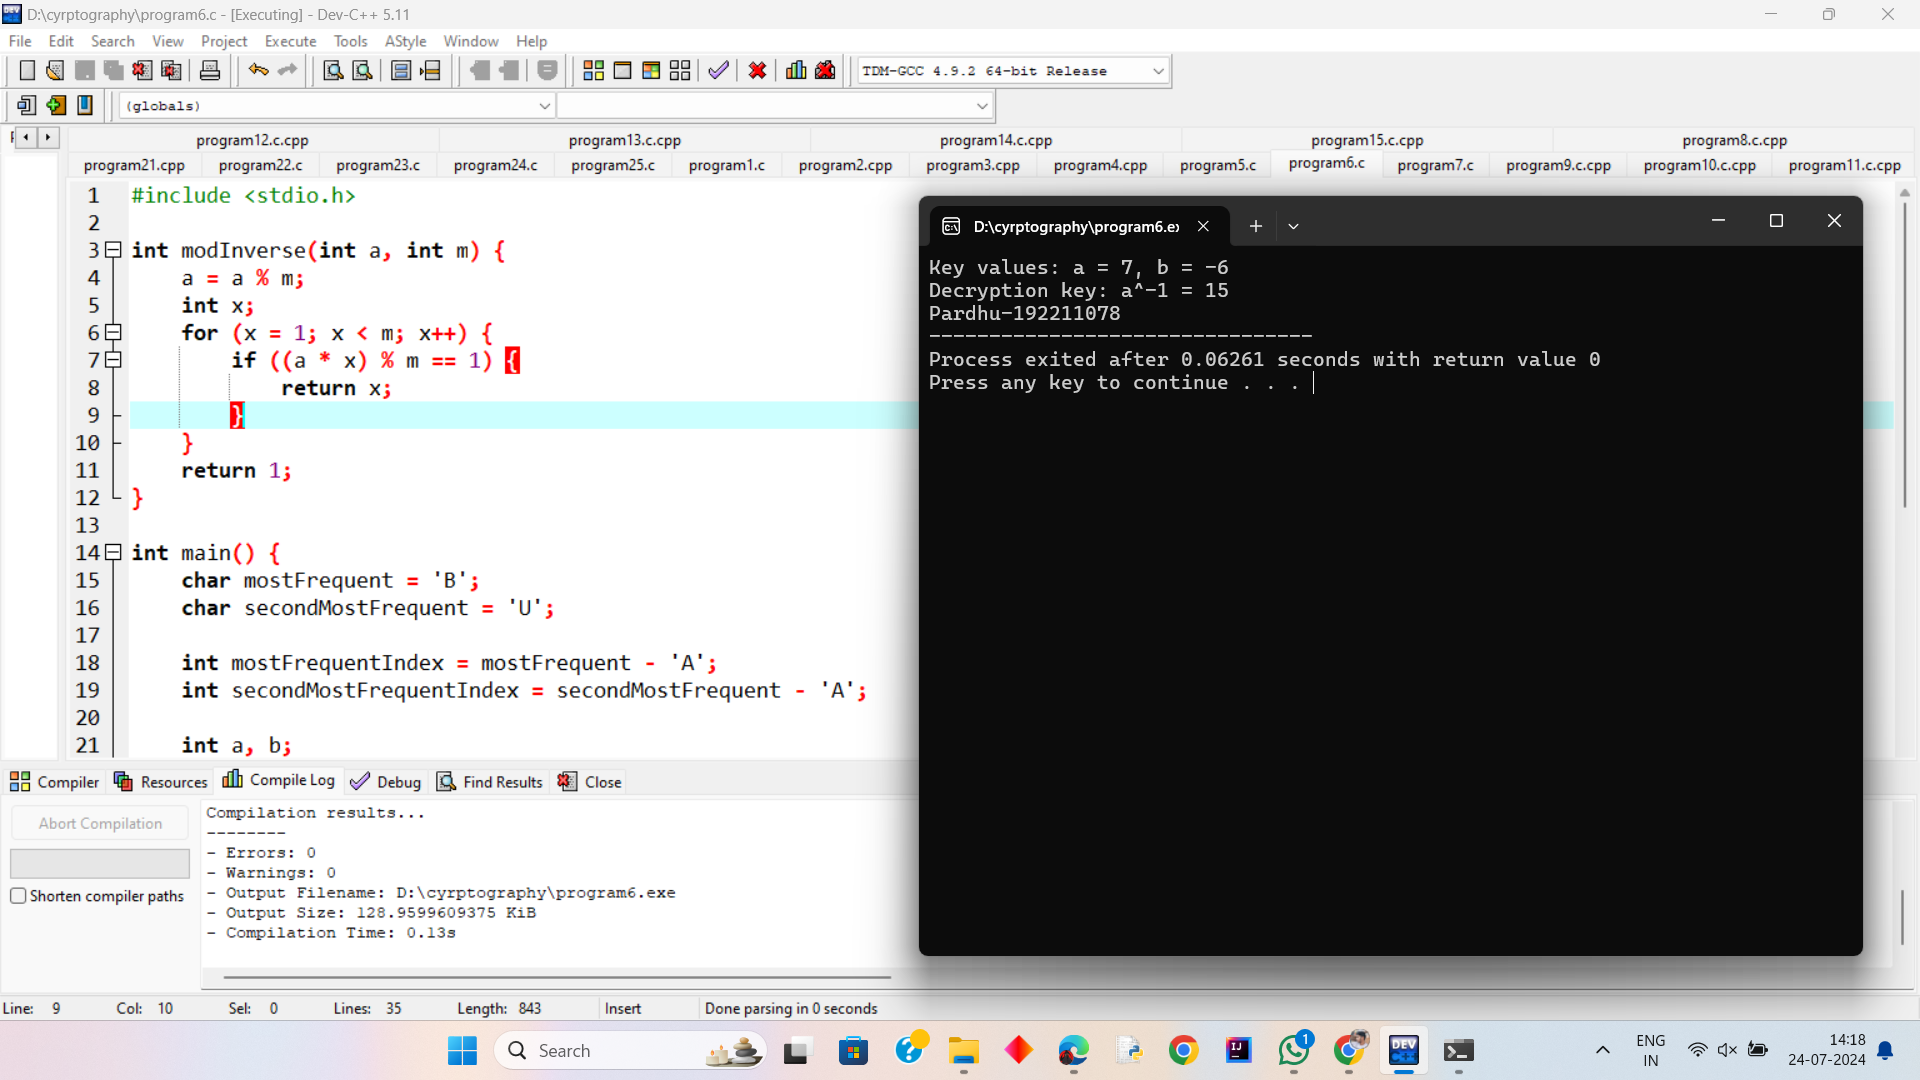 D:\cyrptography\program6.c - [Executing] - Dev-C++ 5.11
File Edit Search View Project Execute Tools AStyle Window Help
TDM-GCC 4.9.2 64-bit Release
(globals)
program12.c.cpp program13.c.cpp program14.c.cpp program15.c.cpp program8.c.cpp
program21.cpp program22.c program23.c program24.c program25.c program1.c program2.cpp program3.cpp program4.cpp program5.c program6.c program7.c program9.c.cpp program10.c.cpp program11.c.cpp
1 #include <stdio.h>
2
3 int modInverse(int a, int m) {
4 a = a % m;
5 int x;
6 for (x = 1; x < m; x++) {
7 if ((a * x) % m == 1) {
8 return x;
9 }
10 }
11 return 1;
12 }
13
14 int main() {
15 char mostFrequent = 'B';
16 char secondMostFrequent = 'U';
17
18 int mostFrequentIndex = mostFrequent - 'A';
19 int secondMostFrequentIndex = secondMostFrequent - 'A';
20
21 int a, b;
D:\cyrptography\program6.ex
Key values: a = 7, b = -6
Decryption key: a^-1 = 15
Pardhu-192211078
--------------------------------
Process exited after 0.06261 seconds with return value 0
Press any key to continue . . .
Compiler Resources Compile Log Debug Find Results Close
Abort Compilation
Shorten compiler paths
Compilation results...
--------
- Errors: 0
- Warnings: 0
- Output Filename: D:\cyrptography\program6.exe
- Output Size: 128.9599609375 KiB
- Compilation Time: 0.13s
Line: 9 Col: 10 Sel: 0 Lines: 35 Length: 843 Insert Done parsing in 0 seconds
Search
1
DEV
ENG
IN
14:18
24-07-2024